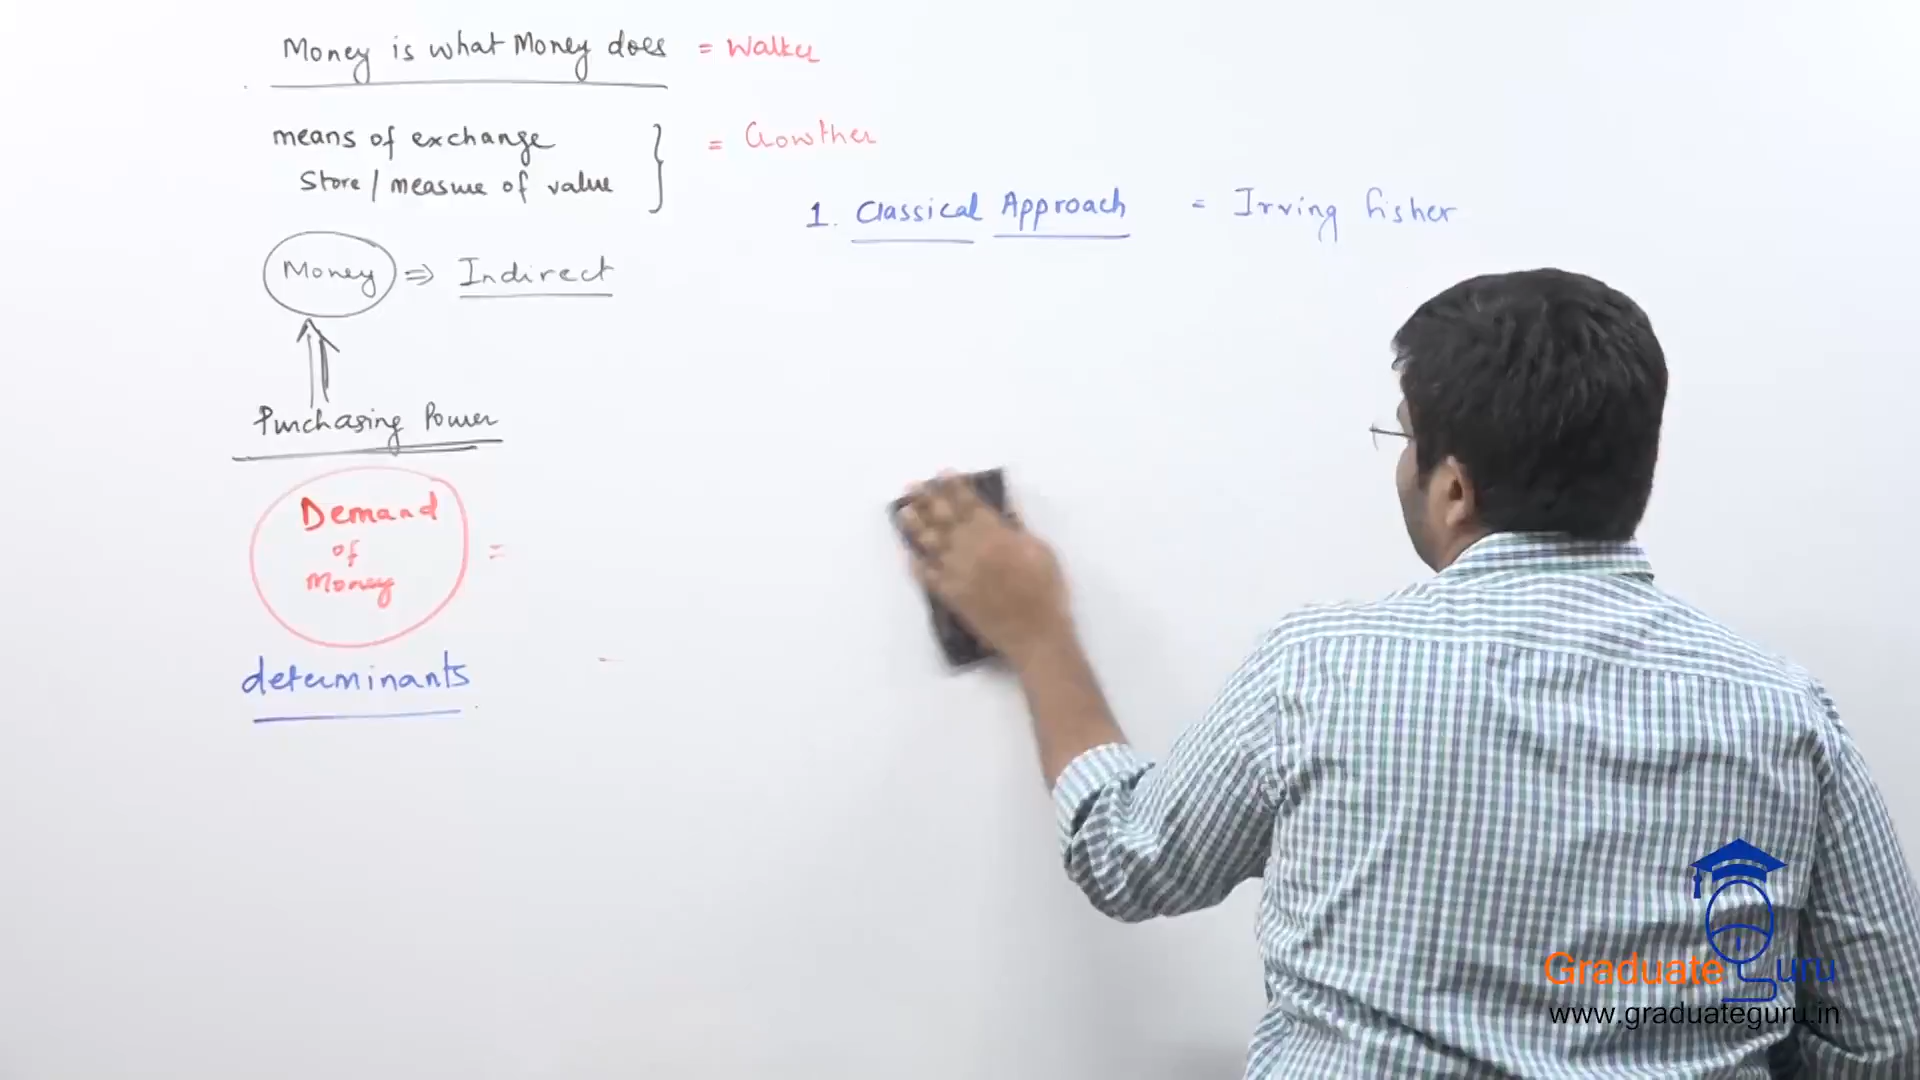 Money is what Money does = Walker
means of exchange
Store / measure of value } = Crowther
1. Classical Approach = Irving fisher
Money ⇒ Indirect
Purchasing Power
Demand
of
Money =
determinants
Graduate Guru
www.graduateguru.in